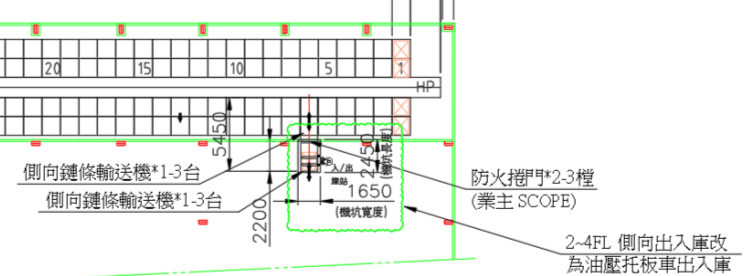 20
15
10
5
1
HP
5450
2450
(機坑長度)
入/出
側向鏈條輸送機*1-3台
側向鏈條輸送機*1-3台
1650
(機坑寬度)
2200
防火捲門*2-3樘
(業主 SCOPE)
2~4FL 側向出入庫改
為油壓托板車出入庫